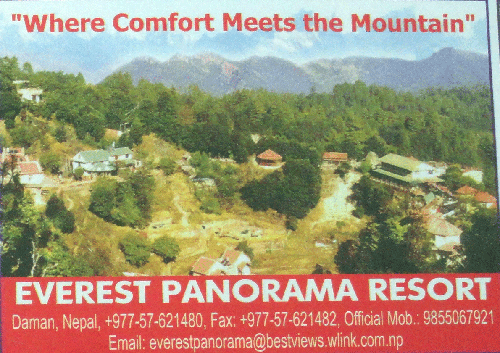 "Where Comfort Meets the Mountain"
EVEREST PANORAMA RESORT
Daman, Nepal, +977-57-621480, Fax: +977-57-621482, Official Mob.: 9855067921
Email: everestpanorama@bestviews.wlink.com.np